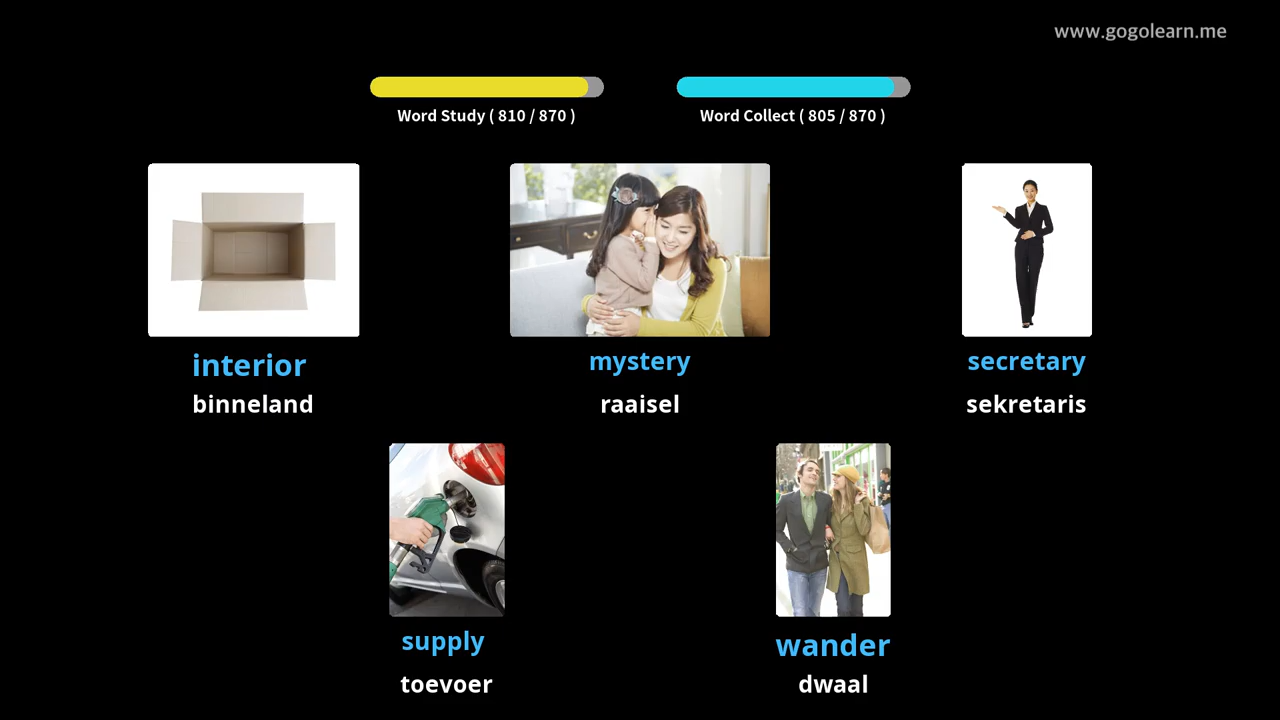 www.gogolearn.me
Word Study ( 810 / 870 )
Word Collect ( 805 / 870 )
interior
binneland
mystery
raaisel
secretary
sekretaris
supply
toevoer
wander
dwaal